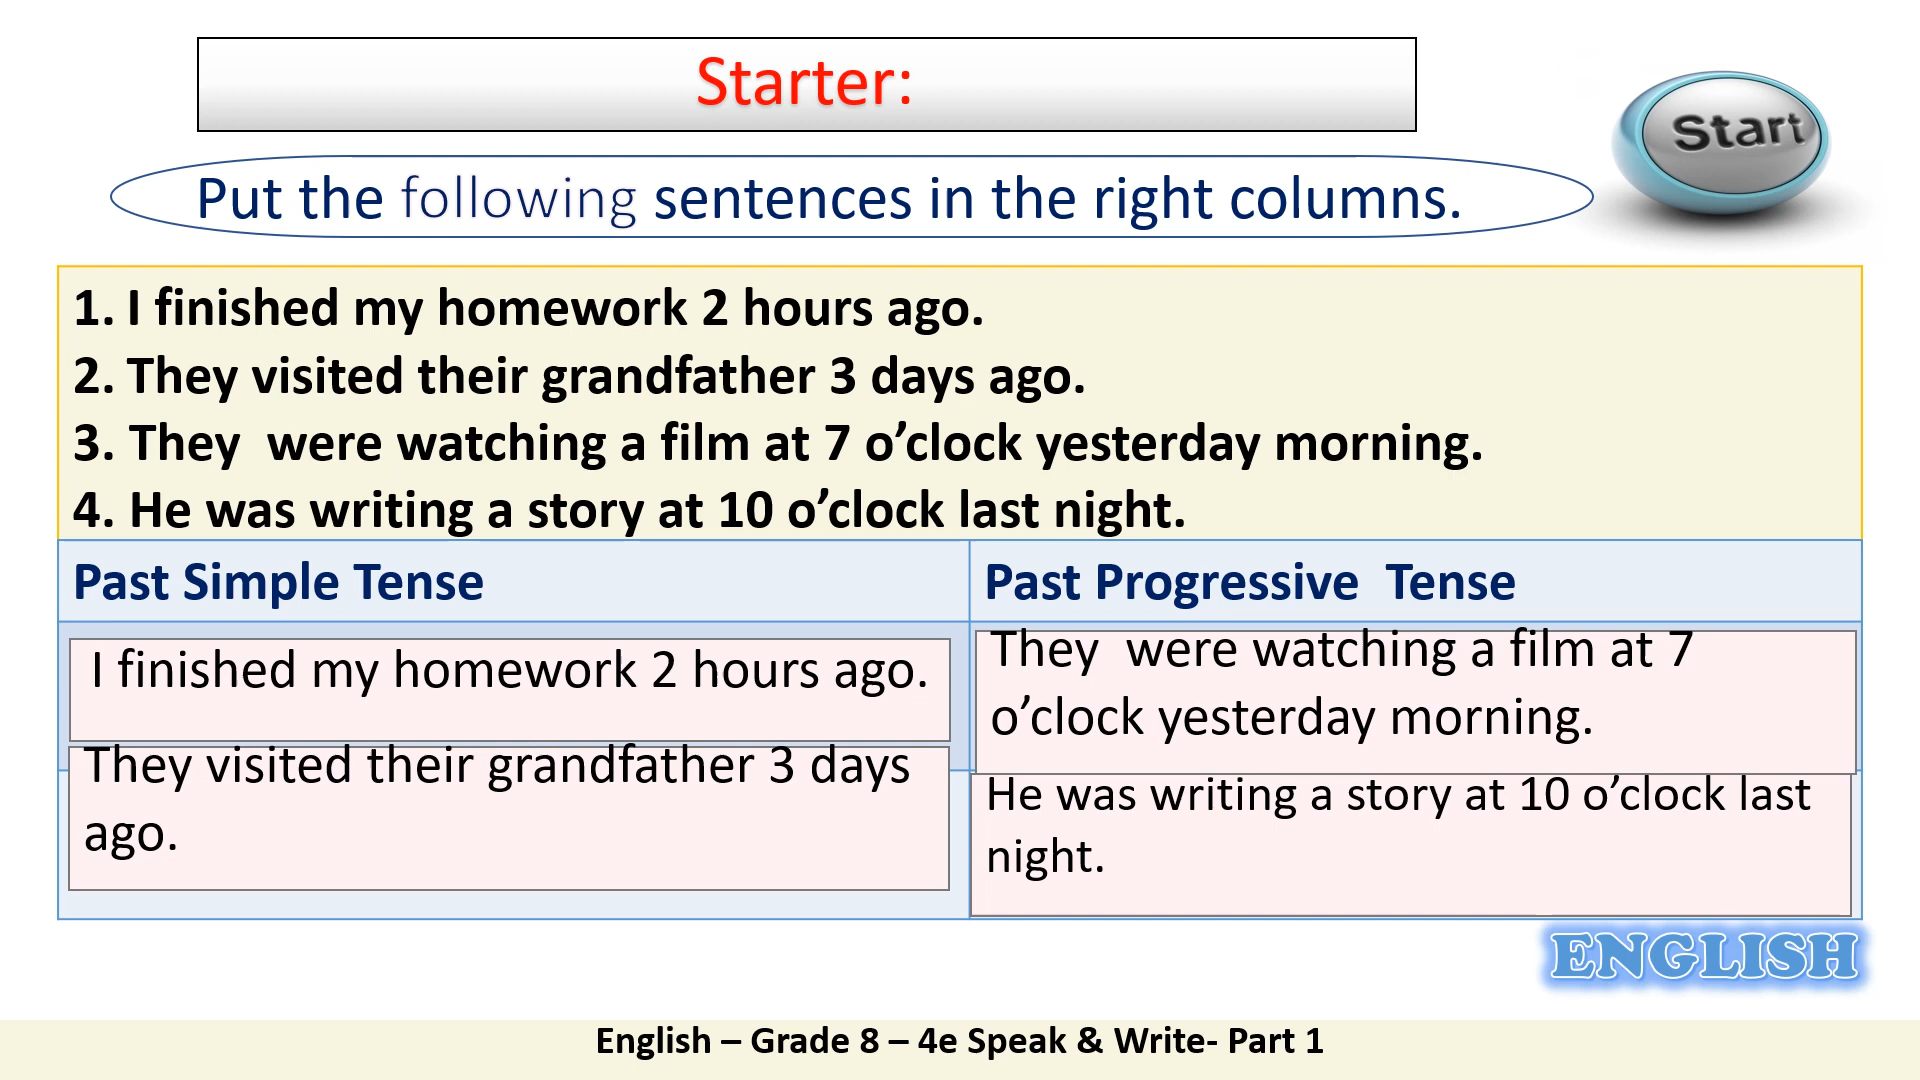 Starter:
Start
Put the following sentences in the right columns.
1. I finished my homework 2 hours ago.
2. They visited their grandfather 3 days ago.
3. They  were watching a film at 7 o’clock yesterday morning.
4. He was writing a story at 10 o’clock last night.
Past Simple Tense
Past Progressive  Tense
I finished my homework 2 hours ago.
They  were watching a film at 7
o’clock yesterday morning.
They visited their grandfather 3 days
ago.
He was writing a story at 10 o’clock last
night.
ENGLISH
English – Grade 8 – 4e Speak & Write- Part 1